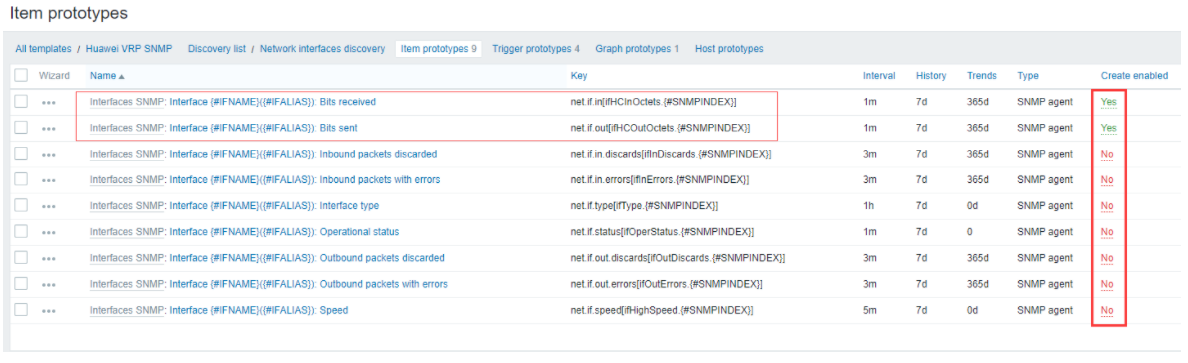 Item prototypes
All templates / Huawei VRP SNMP Discovery list / Network interfaces discovery Item prototypes 9 Trigger prototypes 4 Graph prototypes 1 Host prototypes
Wizard Name Key Interval History Trends Type Create enabled
Interfaces SNMP: Interface {#IFNAME}({#IFALIAS}): Bits received net.if.in[ifHCInOctets.{#SNMPINDEX}] 1m 7d 365d SNMP agent Yes
Interfaces SNMP: Interface {#IFNAME}({#IFALIAS}): Bits sent net.if.out[ifHCOutOctets.{#SNMPINDEX}] 1m 7d 365d SNMP agent Yes
Interfaces SNMP: Interface {#IFNAME}({#IFALIAS}): Inbound packets discarded net.if.in.discards[ifInDiscards.{#SNMPINDEX}] 3m 7d 365d SNMP agent No
Interfaces SNMP: Interface {#IFNAME}({#IFALIAS}): Inbound packets with errors net.if.in.errors[ifInErrors.{#SNMPINDEX}] 3m 7d 365d SNMP agent No
Interfaces SNMP: Interface {#IFNAME}({#IFALIAS}): Interface type net.if.type[ifType.{#SNMPINDEX}] 1h 7d 0d SNMP agent No
Interfaces SNMP: Interface {#IFNAME}({#IFALIAS}): Operational status net.if.status[ifOperStatus.{#SNMPINDEX}] 1m 7d 0 SNMP agent No
Interfaces SNMP: Interface {#IFNAME}({#IFALIAS}): Outbound packets discarded net.if.out.discards[ifOutDiscards.{#SNMPINDEX}] 3m 7d 365d SNMP agent No
Interfaces SNMP: Interface {#IFNAME}({#IFALIAS}): Outbound packets with errors net.if.out.errors[ifOutErrors.{#SNMPINDEX}] 3m 7d 365d SNMP agent No
Interfaces SNMP: Interface {#IFNAME}({#IFALIAS}): Speed net.if.speed[ifHighSpeed.{#SNMPINDEX}] 5m 7d 0d SNMP agent No